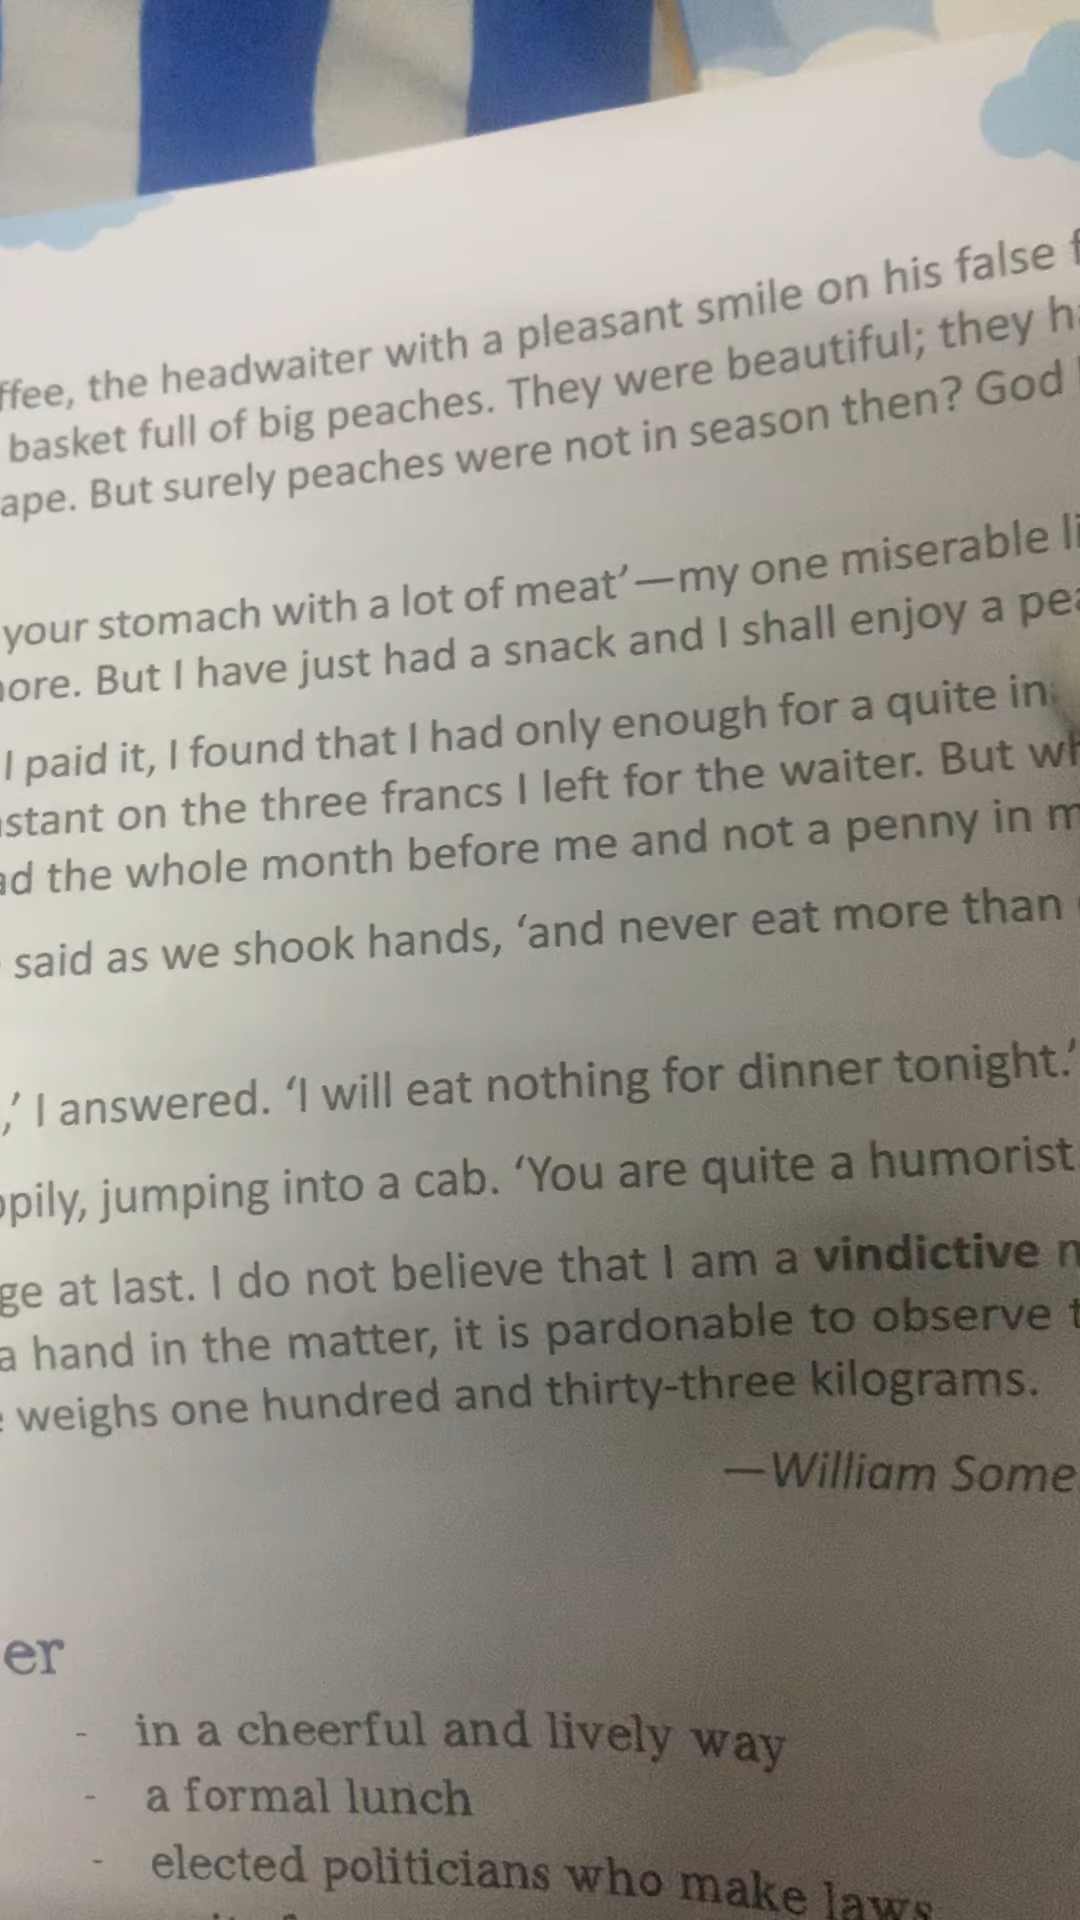 the headwaiter with a pleasant smile on his false
basket full of big peaches. They were beautiful; they
But surely peaches were not in season then? God
your stomach with a lot of meat’—my one miserable
But I have just had a snack and I shall enjoy a
I paid it, I found that I had only enough for a quite
on the three francs I left for the waiter. But
the whole month before me and not a penny in
said as we shook hands, ‘and never eat more than
,’ I answered. ‘I will eat nothing for dinner tonight.’
jumping into a cab. ‘You are quite a humorist
at last. I do not believe that I am a vindictive
a hand in the matter, it is pardonable to observe
weighs one hundred and thirty-three kilograms.
—William Some
er
- in a cheerful and lively way
- a formal lunch
- elected politicians who make laws